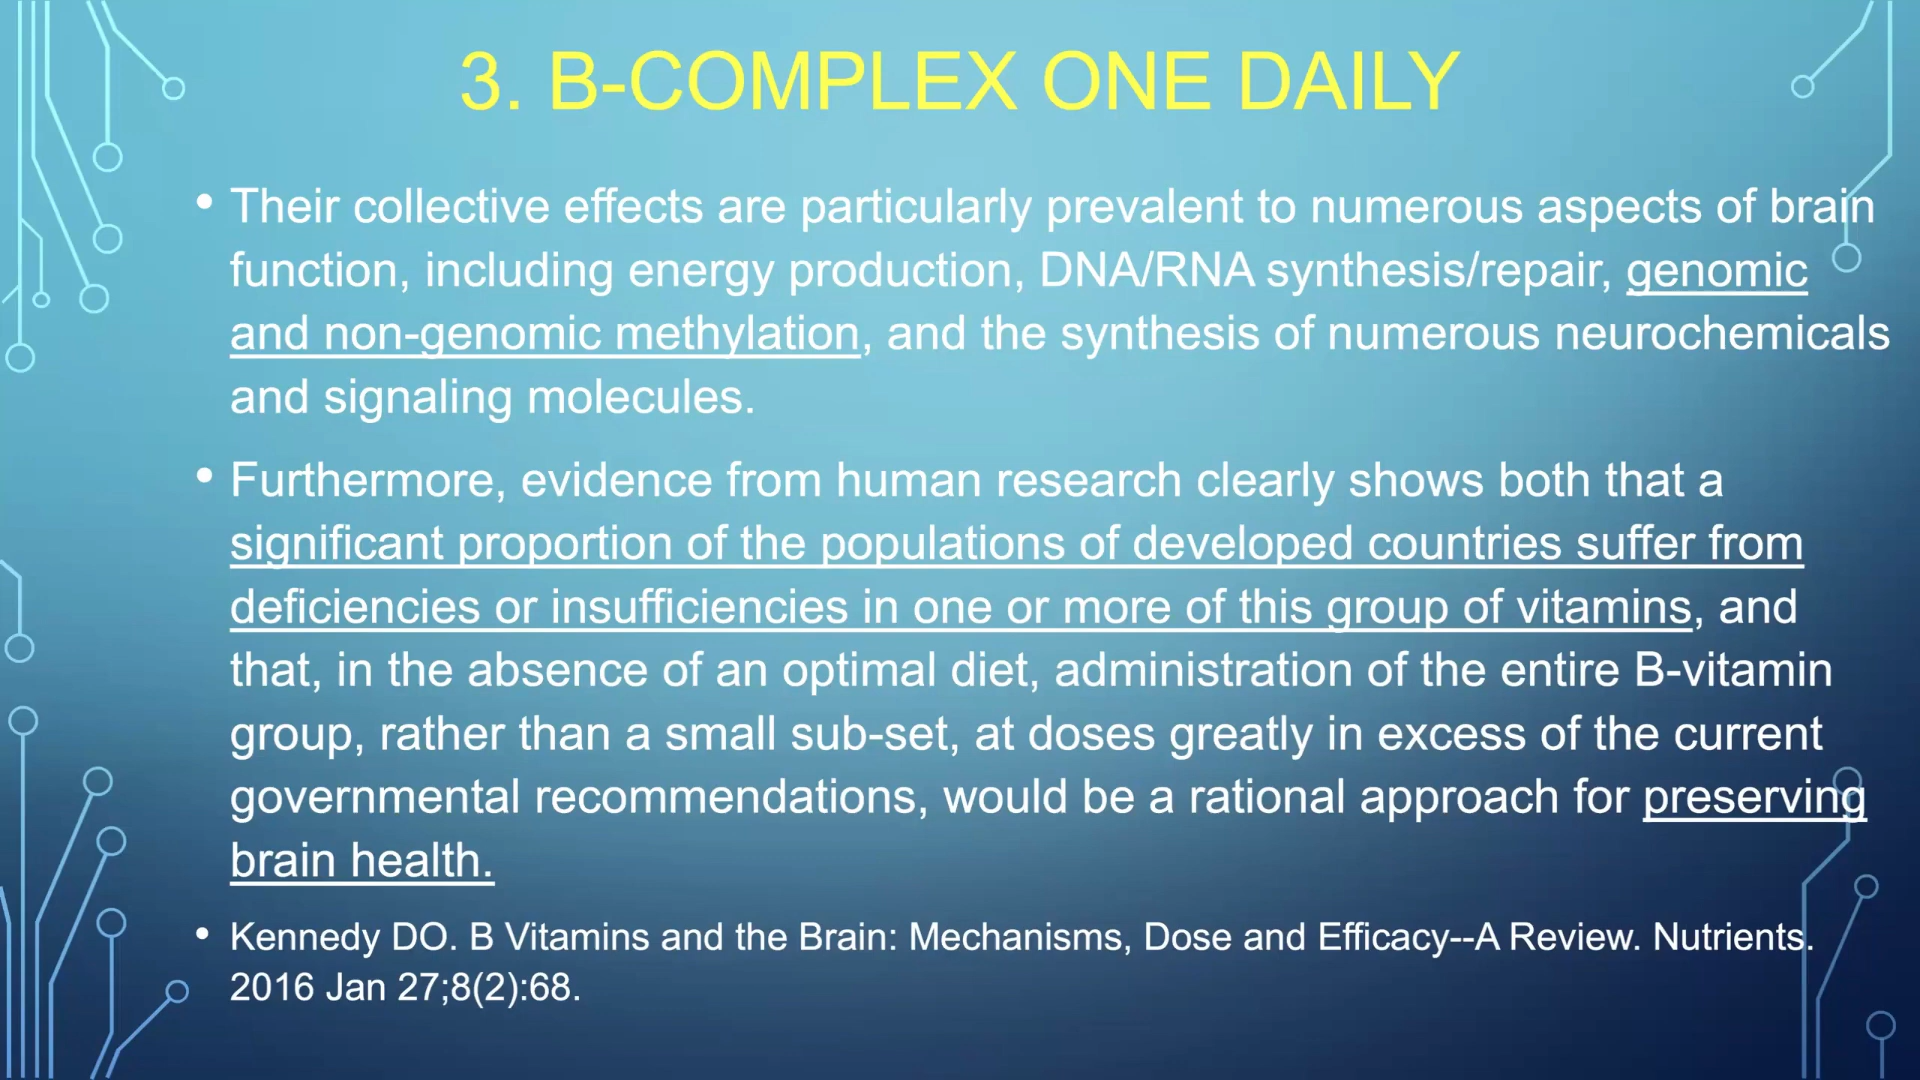 3. B-COMPLEX ONE DAILY
• Their collective effects are particularly prevalent to numerous aspects of brain
function, including energy production, DNA/RNA synthesis/repair, genomic
and non-genomic methylation, and the synthesis of numerous neurochemicals
and signaling molecules.
• Furthermore, evidence from human research clearly shows both that a
significant proportion of the populations of developed countries suffer from
deficiencies or insufficiencies in one or more of this group of vitamins, and
that, in the absence of an optimal diet, administration of the entire B-vitamin
group, rather than a small sub-set, at doses greatly in excess of the current
governmental recommendations, would be a rational approach for preserving
brain health.
• Kennedy DO. B Vitamins and the Brain: Mechanisms, Dose and Efficacy--A Review. Nutrients.
2016 Jan 27;8(2):68.